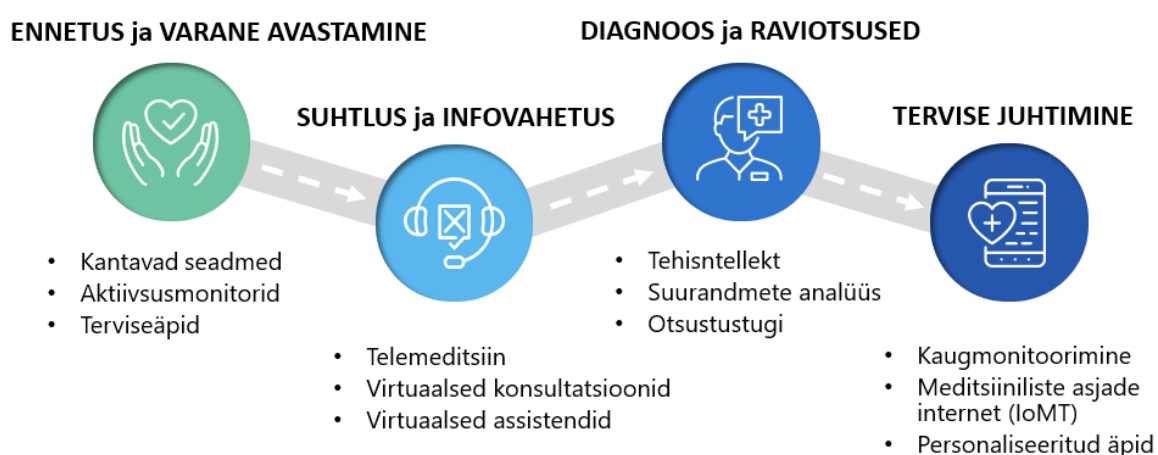 ENNETUS ja VARANE AVASTAMINE
• Kantavad seadmed
• Aktiivsusmonitorid
• Terviseäpid
SUHTLUS ja INFOVAHETUS
• Telemeditsiin
• Virtuaalsed konsultatsioonid
• Virtuaalsed assistendid
DIAGNOOS ja RAVIOTSUSED
• Tehisntellekt
• Suurandmete analüüs
• Otsustustugi
TERVISE JUHTIMINE
• Kaugmonitoorimine
• Meditsiiniliste asjade
internet (IoMT)
• Personaliseeritud äpid